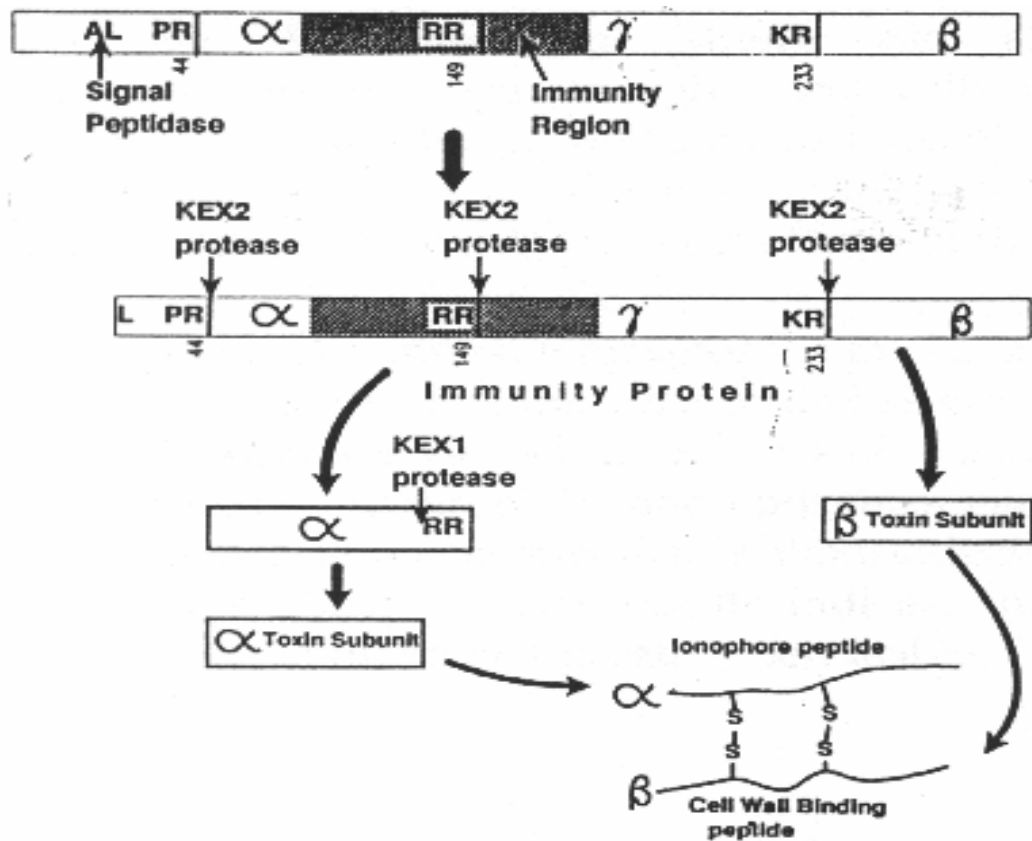 AL PR α RR γ KR β
44 149 233
Signal
Peptidase
Immunity
Region
KEX2
protease
KEX2
protease
KEX2
protease
L PR α RR γ KR β
44 149 233
Immunity Protein
KEX1
protease
α RR
β Toxin Subunit
α Toxin Subunit
Ionophore peptide
α
S S
S S
β
Cell Wall Binding
peptide